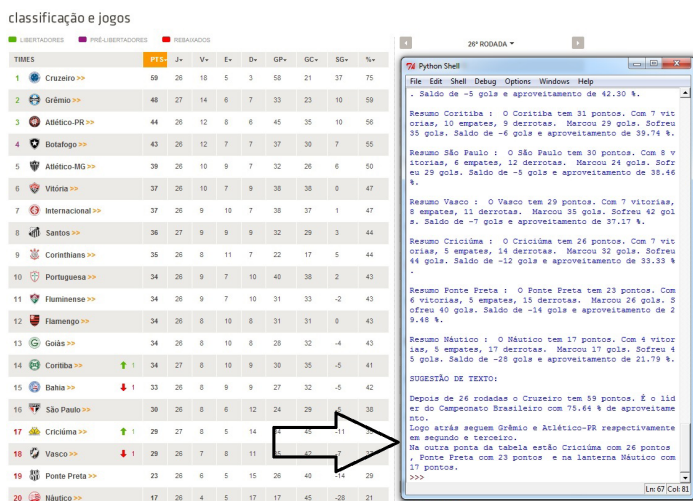 classificação e jogos
LIBERTADORES PRÉ-LIBERTADORES REBAIXADOS
TIMES PTS J V E D GP GC SG %
1 Cruzeiro >> 59 26 18 5 3 58 21 37 75
2 Grêmio >> 48 27 14 6 7 33 23 10 59
3 Atlético-PR >> 44 26 12 8 6 45 35 10 56
4 Botafogo >> 43 26 12 7 7 37 30 7 55
5 Atlético-MG >> 39 26 10 9 7 32 26 6 50
6 Vitória >> 37 26 10 7 9 38 38 0 47
7 Internacional >> 37 26 9 10 7 38 37 1 47
8 Santos >> 36 27 9 9 9 32 29 3 44
9 Corinthians >> 35 26 8 11 7 22 17 5 44
10 Portuguesa >> 34 26 9 7 10 40 38 2 43
11 Fluminense >> 34 26 9 7 10 31 33 -2 43
12 Flamengo >> 34 26 8 10 8 31 31 0 43
13 Goiás >> 34 26 8 10 8 28 32 -4 43
14 Coritiba >> 1 34 27 8 10 9 30 35 -5 41
15 Bahia >> 1 33 26 8 9 9 27 32 -5 42
16 São Paulo >> 30 26 8 6 12 24 29 -5 38
17 Criciúma >> 1 29 27 8 5 14 45 -11
18 Vasco >> 1 29 26 7 8 11 42 -7
19 Ponte Preta >> 23 26 6 5 15 26 40 -14 29
20 Náutico >> 17 26 4 5 17 17 45 -28 21
26ª RODADA
Python Shell
File Edit Shell Debug Options Windows Help
. Saldo de -5 gols e aproveitamento de 42.30 %.
Resumo Coritiba : O Coritiba tem 31 pontos. Com 7 vit
orias, 10 empates, 9 derrotas. Marcou 29 gols. Sofreu
35 gols. Saldo de -6 gols e aproveitamento de 39.74 %.
Resumo São Paulo : O São Paulo tem 30 pontos. Com 8 v
itorias, 6 empates, 12 derrotas. Marcou 24 gols. Sofr
eu 29 gols. Saldo de -5 gols e aproveitamento de 38.46
%.
Resumo Vasco : O Vasco tem 29 pontos. Com 7 vitorias,
8 empates, 11 derrotas. Marcou 35 gols. Sofreu 42 gol
s. Saldo de -7 gols e aproveitamento de 37.17 %.
Resumo Criciúma : O Criciúma tem 26 pontos. Com 7 vit
orias, 5 empates, 14 derrotas. Marcou 32 gols. Sofreu
44 gols. Saldo de -12 gols e aproveitamento de 33.33 %
.
Resumo Ponte Preta : O Ponte Preta tem 23 pontos. Com
6 vitorias, 5 empates, 15 derrotas. Marcou 26 gols. S
ofreu 40 gols. Saldo de -14 gols e aproveitamento de 2
9.48 %.
Resumo Náutico : O Náutico tem 17 pontos. Com 4 vitor
ias, 5 empates, 17 derrotas. Marcou 17 gols. Sofreu 4
5 gols. Saldo de -28 gols e aproveitamento de 21.79 %.
SUGESTÃO DE TEXTO:
Depois de 26 rodadas o Cruzeiro tem 59 pontos. É o líd
er do Campeonato Brasileiro com 75.64 % de aproveitame
nto.
Logo atrás seguem Grêmio e Atlético-PR respectivamente
em segundo e terceiro.
Na outra ponta da tabela estão Criciúma com 26 pontos
, Ponte Preta com 23 pontos e na lanterna Náutico com
17 pontos.
>>>
Ln: 67 Col: 81